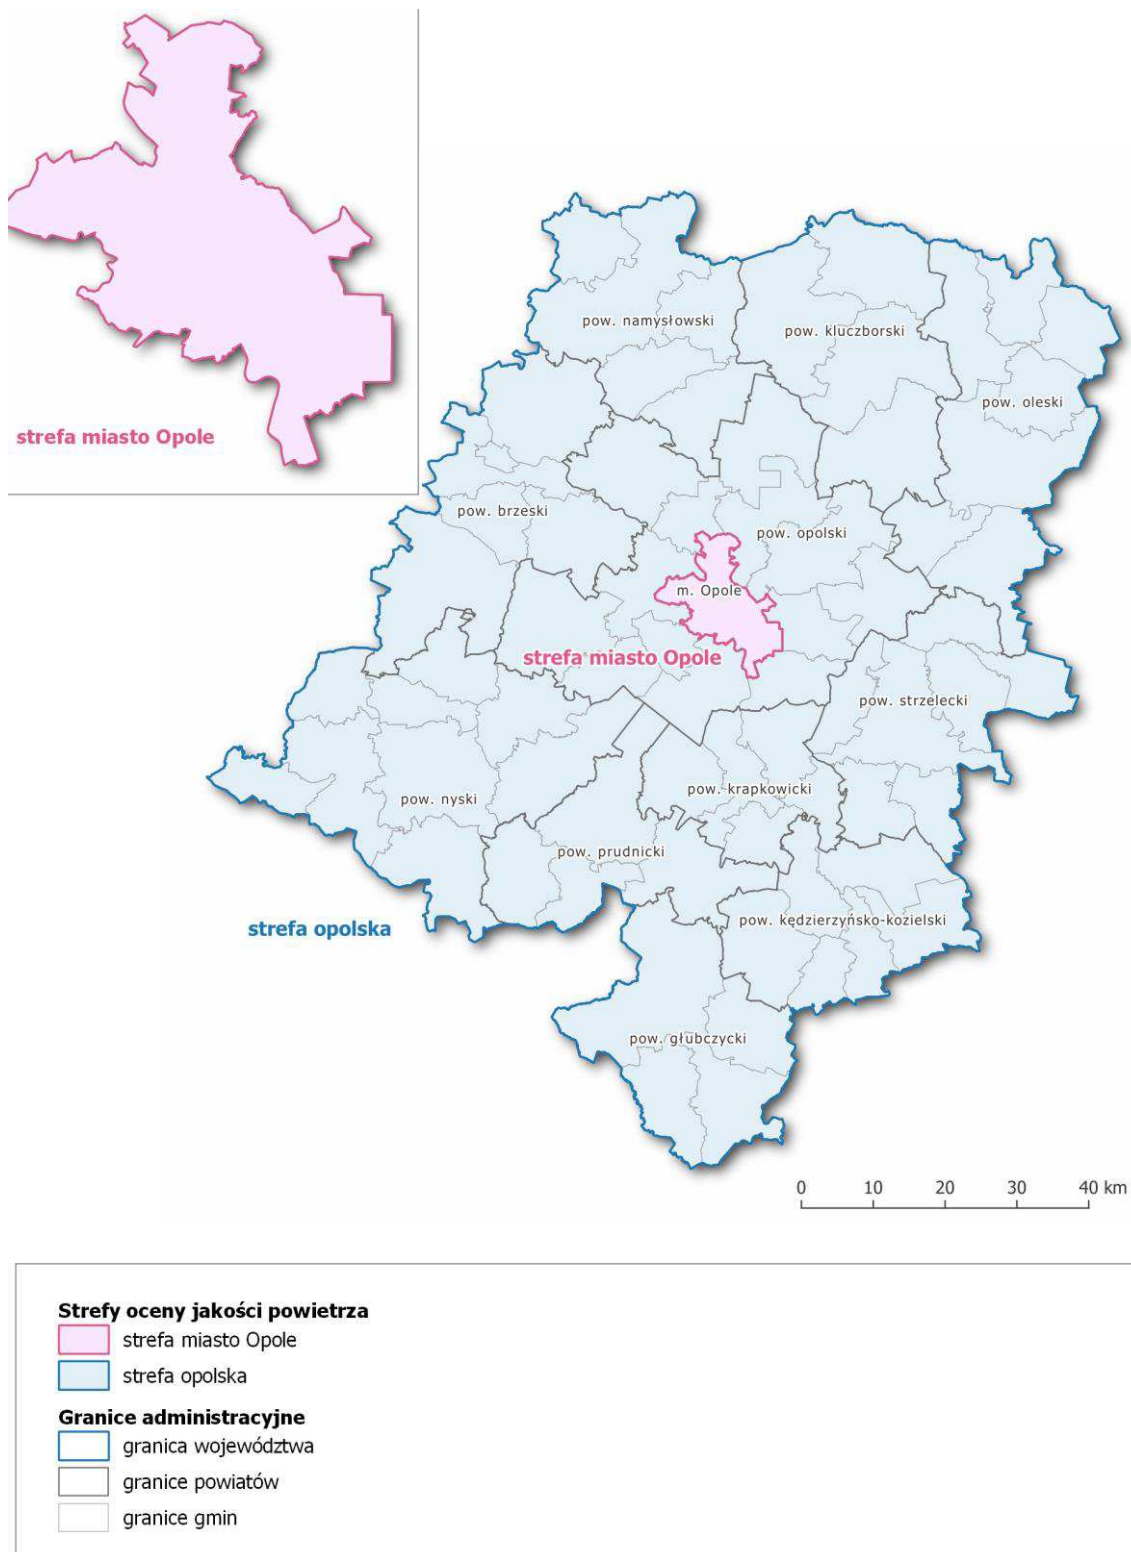 strefa miasto Opole
pow. namysłowski
pow. kluczborski
pow. oleski
pow. brzeski
pow. opolski
m. Opole
strefa miasto Opole
pow. strzelecki
pow. krapkowicki
pow. nyski
pow. prudnicki
strefa opolska
pow. kędzierzyńsko-kozielski
pow. głubczycki
0 10 20 30 40 km
Strefy oceny jakości powietrza
strefa miasto Opole
strefa opolska
Granice administracyjne
granica województwa
granice powiatów
granice gmin